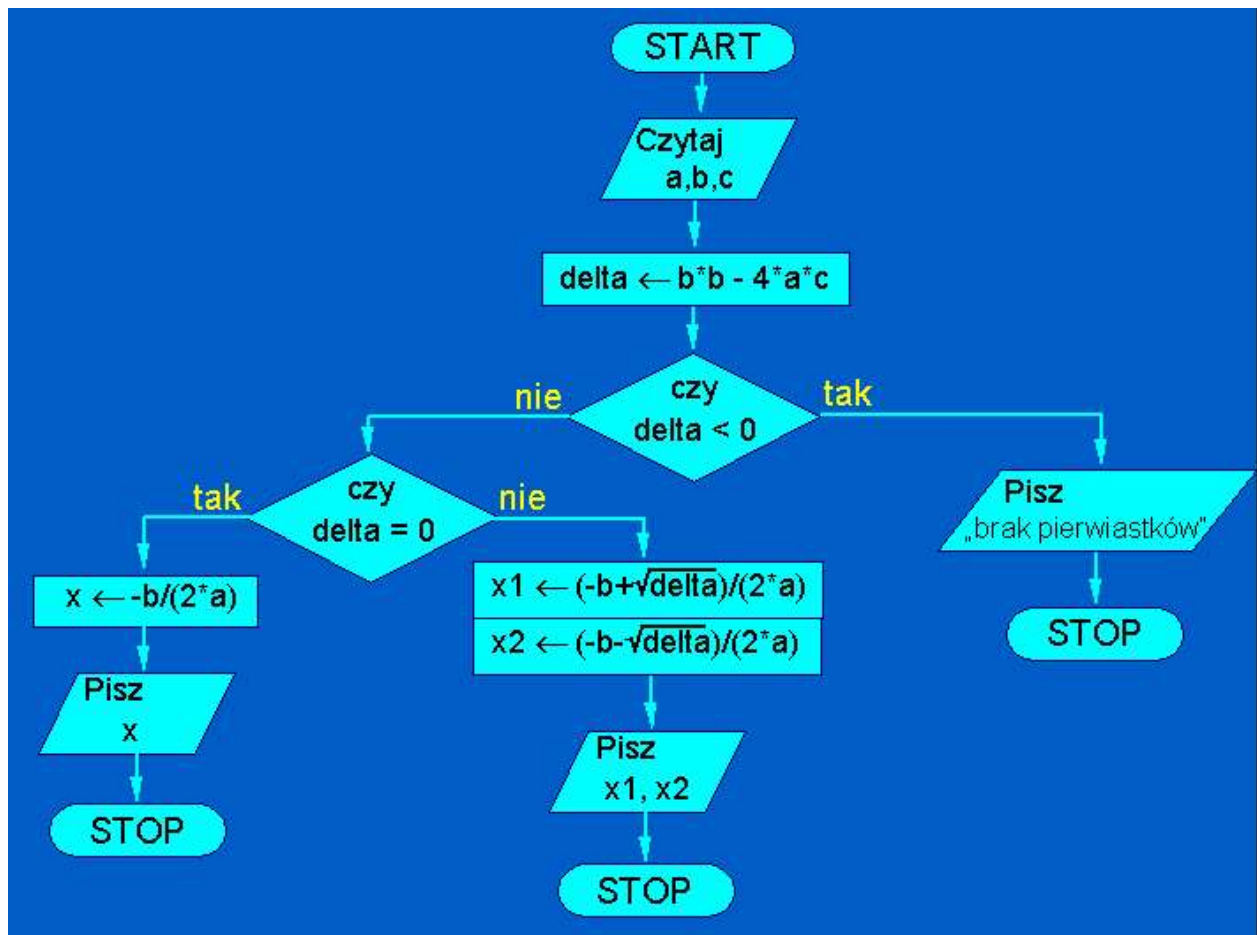 START
Czytaj
a,b,c
delta ← b*b - 4*a*c
czy
delta < 0
nie
tak
czy
delta = 0
tak
nie
Pisz
„brak pierwiastków"
STOP
x ← -b/(2*a)
Pisz
x
STOP
x1 ← (-b+√delta)/(2*a)
x2 ← (-b-√delta)/(2*a)
Pisz
x1, x2
STOP